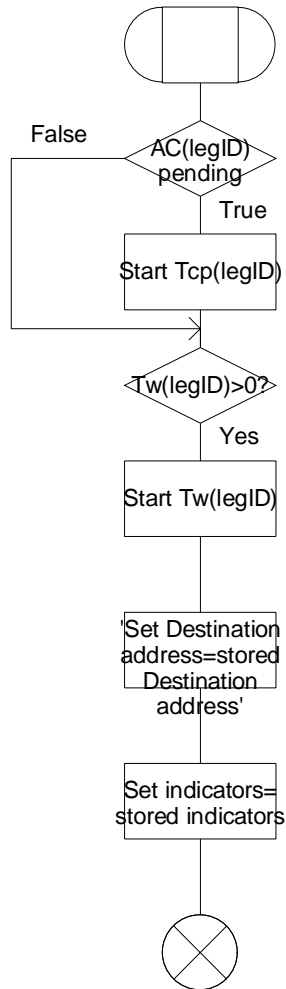 False
AC(legID)
pending
True
Start Tcp(legID)
Tw(legID)>0?
Yes
Start Tw(legID)
'Set Destination
address=stored
Destination
address'
Set indicators=
stored indicators